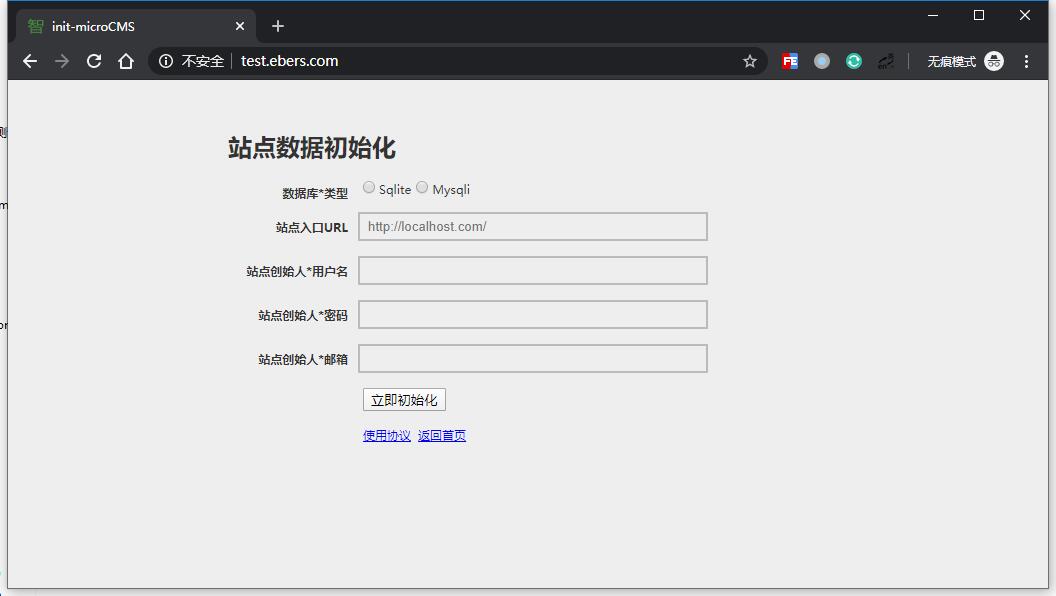 init-microCMS
不安全 test.ebers.com
无痕模式
站点数据初始化
数据库*类型 Sqlite Mysqli
站点入口URL http://localhost.com/
站点创始人*用户名
站点创始人*密码
站点创始人*邮箱
立即初始化
使用协议 返回首页